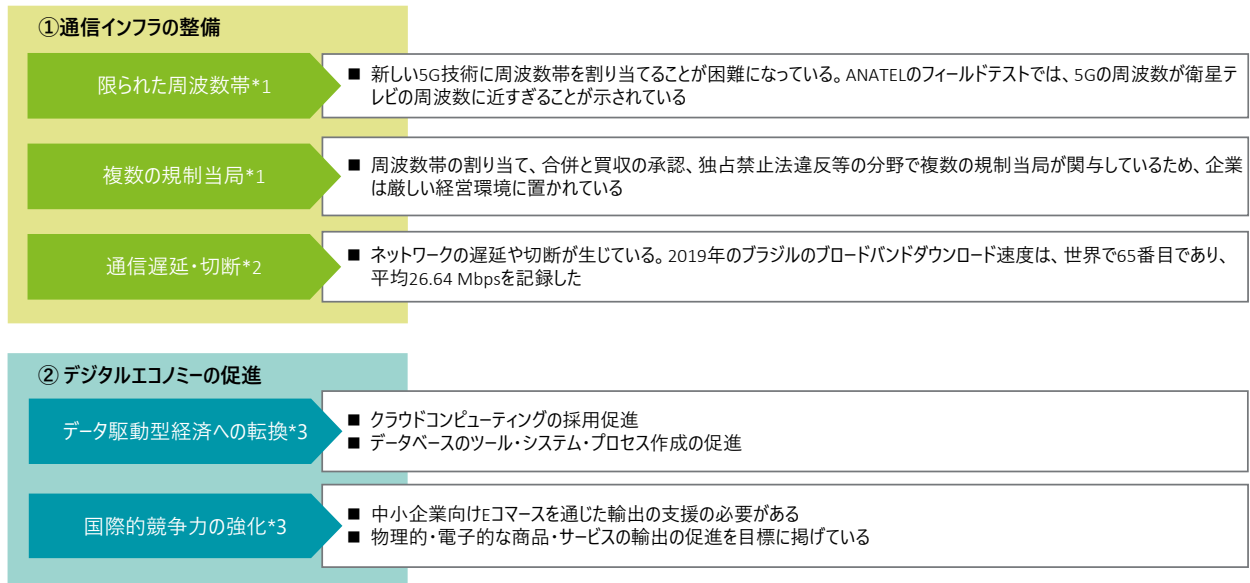 ①通信インフラの整備
限られた周波数帯*1
■ 新しい5G技術に周波数帯を割り当てることが困難になっている。ANATELのフィールドテストでは、5Gの周波数が衛星テ
レビの周波数に近すぎることが示されている
複数の規制当局*1
■ 周波数帯の割り当て、合併と買収の承認、独占禁止法違反等の分野で複数の規制当局が関与しているため、企業
は厳しい経営環境に置かれている
通信遅延・切断*2
■ ネットワークの遅延や切断が生じている。2019年のブラジルのブロードバンドダウンロード速度は、世界で65番目であり、
平均26.64 Mbpsを記録した
② デジタルエコノミーの促進
データ駆動型経済への転換*3
■ クラウドコンピューティングの採用促進
■ データベースのツール・システム・プロセス作成の促進
国際的競争力の強化*3
■ 中小企業向けEコマースを通じた輸出の支援の必要がある
■ 物理的・電子的な商品・サービスの輸出の促進を目標に掲げている